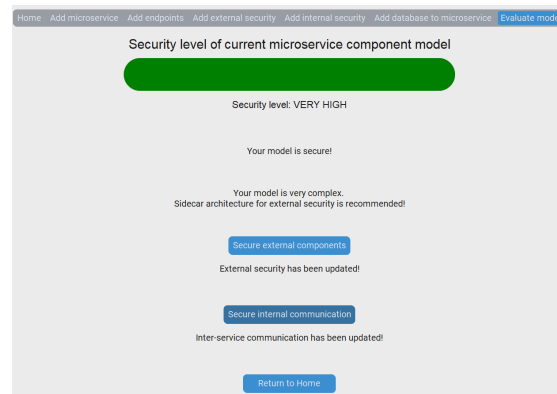 Home Add microservice Add endpoints Add external security Add internal security Add database to microservice Evaluate model
Security level of current microservice component model
Security level: VERY HIGH
Your model is secure!
Your model is very complex.
Sidecar architecture for external security is recommended!
Secure external components
External security has been updated!
Secure internal communication
Inter-service communication has been updated!
Return to Home